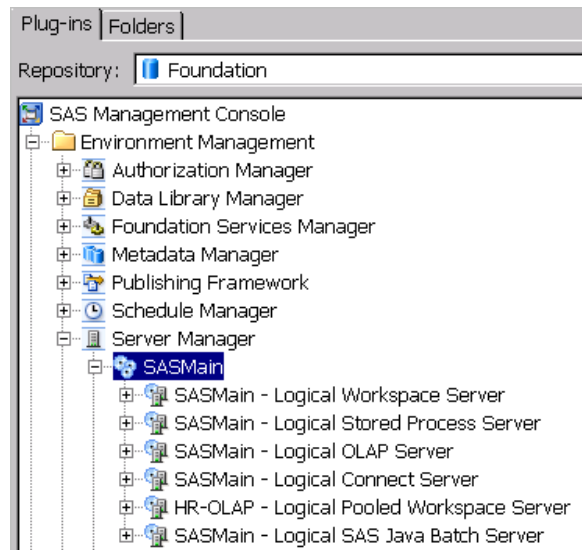 Plug-ins Folders
Repository: Foundation
SAS Management Console
Environment Management
Authorization Manager
Data Library Manager
Foundation Services Manager
Metadata Manager
Publishing Framework
Schedule Manager
Server Manager
SASMain
SASMain - Logical Workspace Server
SASMain - Logical Stored Process Server
SASMain - Logical OLAP Server
SASMain - Logical Connect Server
HR-OLAP - Logical Pooled Workspace Server
SASMain - Logical SAS Java Batch Server